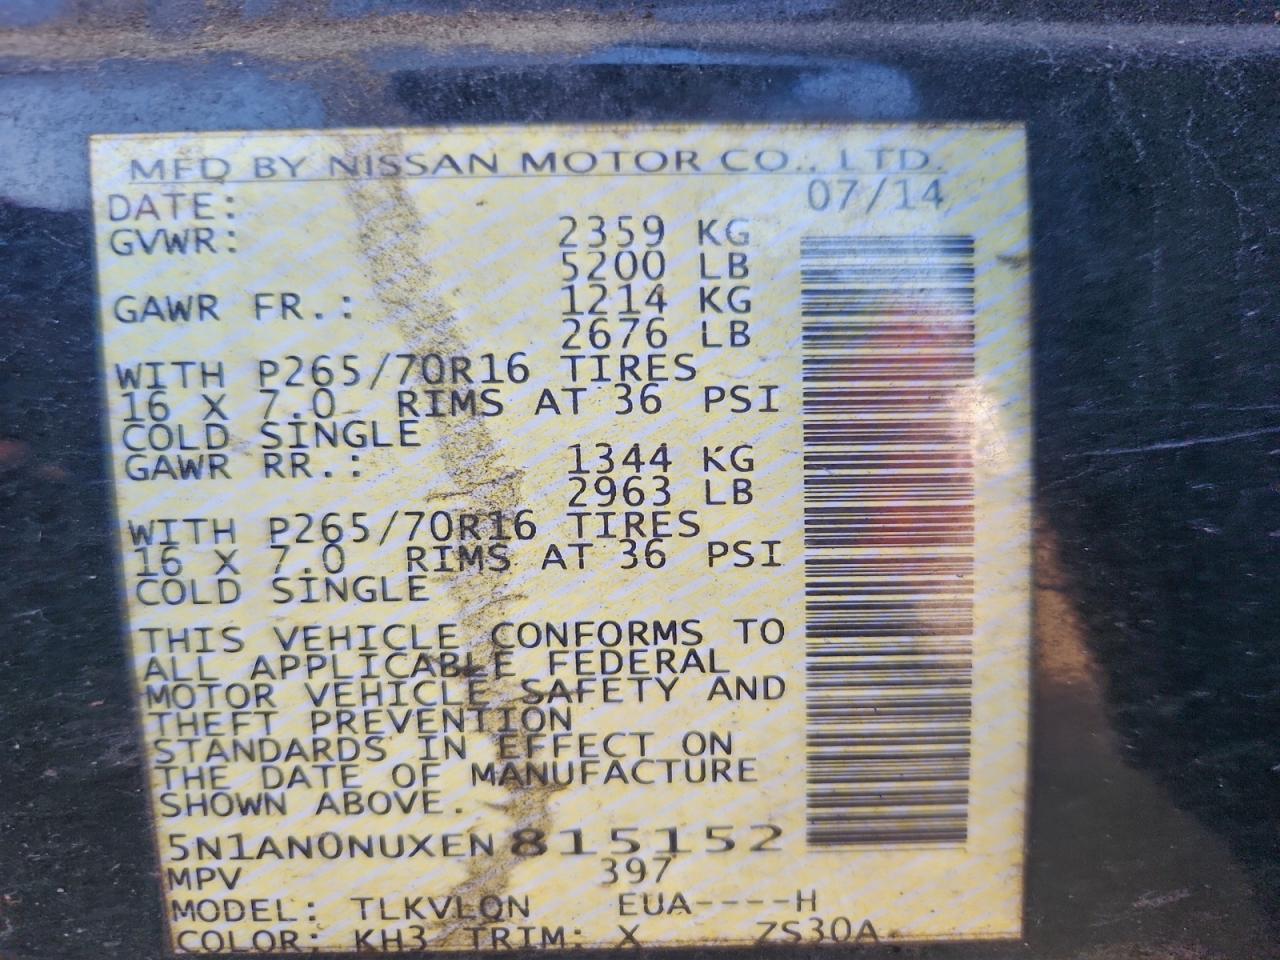 MFD BY NISSAN MOTOR CO., LTD.
DATE: 07/14
GVWR: 2359 KG
5200 LB
GAWR FR.: 1214 KG
2676 LB
WITH P265/70R16 TIRES
16 X 7.0 RIMS AT 36 PSI
COLD SINGLE
GAWR RR.: 1344 KG
2963 LB
WITH P265/70R16 TIRES
16 X 7.0 RIMS AT 36 PSI
COLD SINGLE
THIS VEHICLE CONFORMS TO
ALL APPLICABLE FEDERAL
MOTOR VEHICLE SAFETY AND
THEFT PREVENTION
STANDARDS IN EFFECT ON
THE DATE OF MANUFACTURE
SHOWN ABOVE.
5N1AN0NUXEN815152
MPV 397
MODEL: TLKVLQN EUA----H
COLOR: KH3 TRIM: X ZS30A